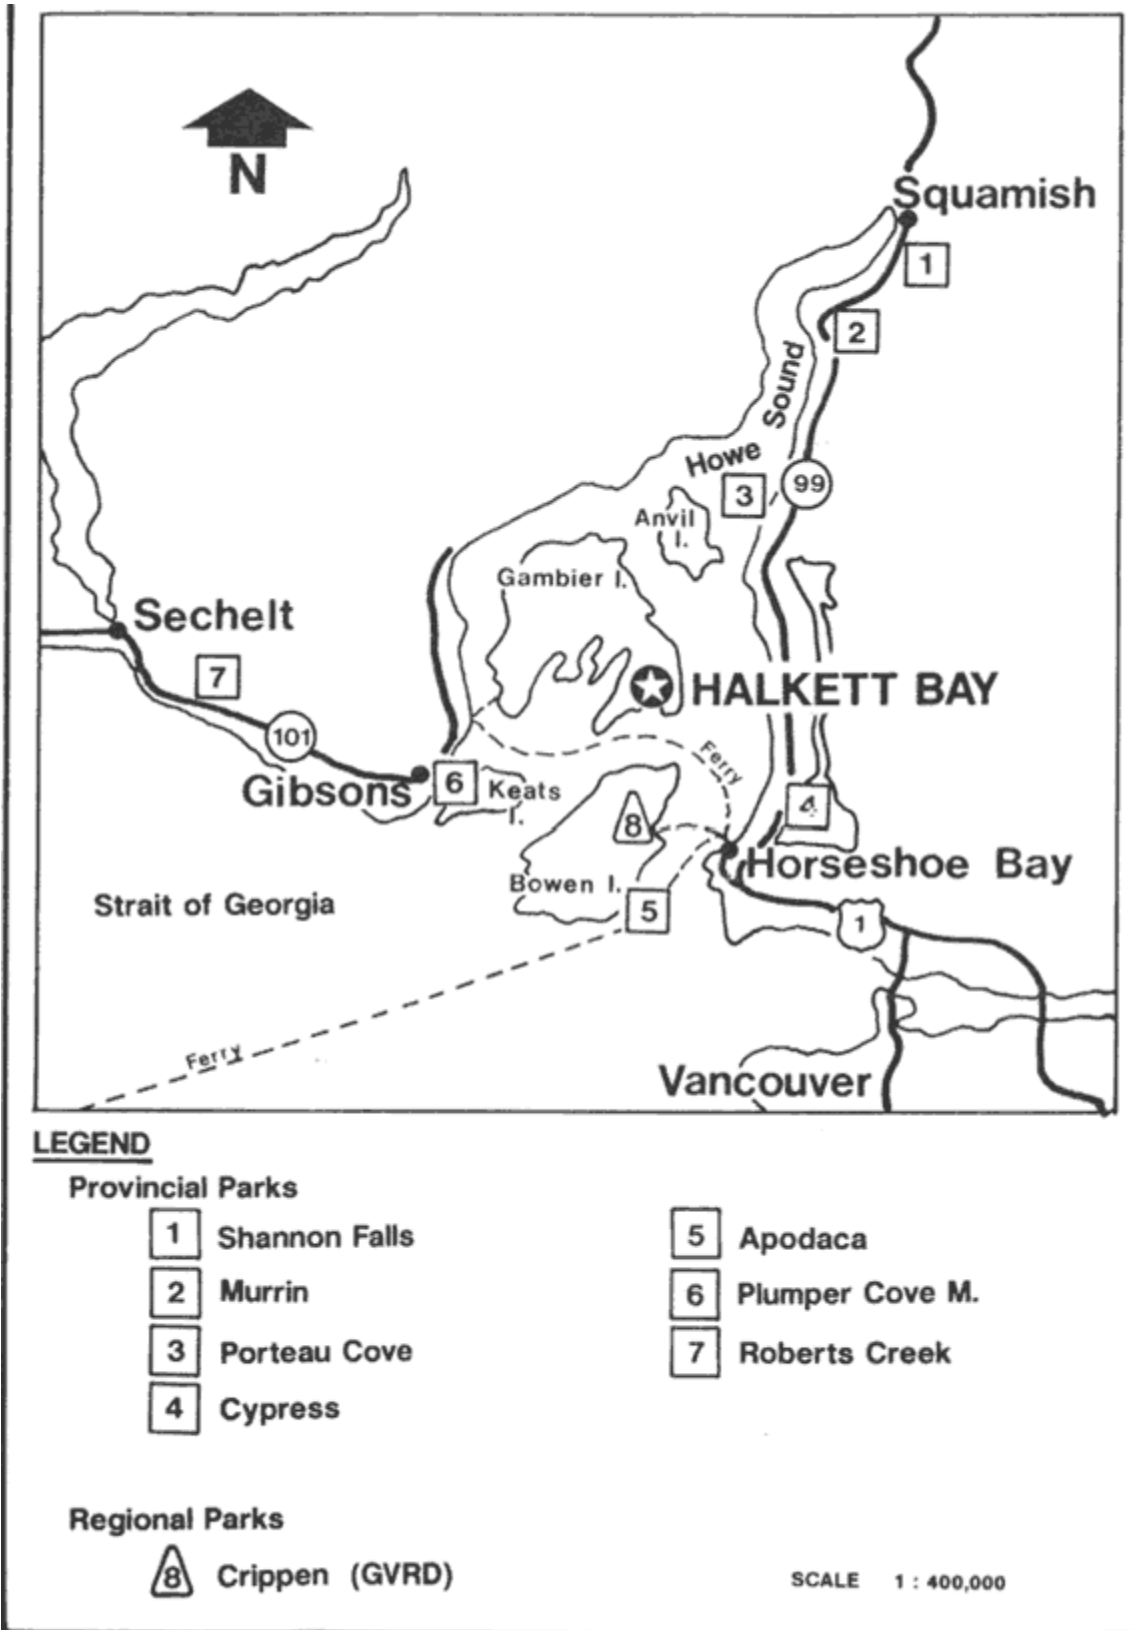 N
Squamish
1
2
Howe Sound
3
99
Anvil
I.
Gambier I.
Sechelt
7
HALKETT BAY
101
Ferry
Gibsons
6
Keats
I.
4
8
Horseshoe Bay
Bowen I.
5
Strait of Georgia
1
Ferry
Vancouver
LEGEND
Provincial Parks
1 Shannon Falls
2 Murrin
3 Porteau Cove
4 Cypress
5 Apodaca
6 Plumper Cove M.
7 Roberts Creek
Regional Parks
8 Crippen (GVRD)
SCALE 1 : 400,000